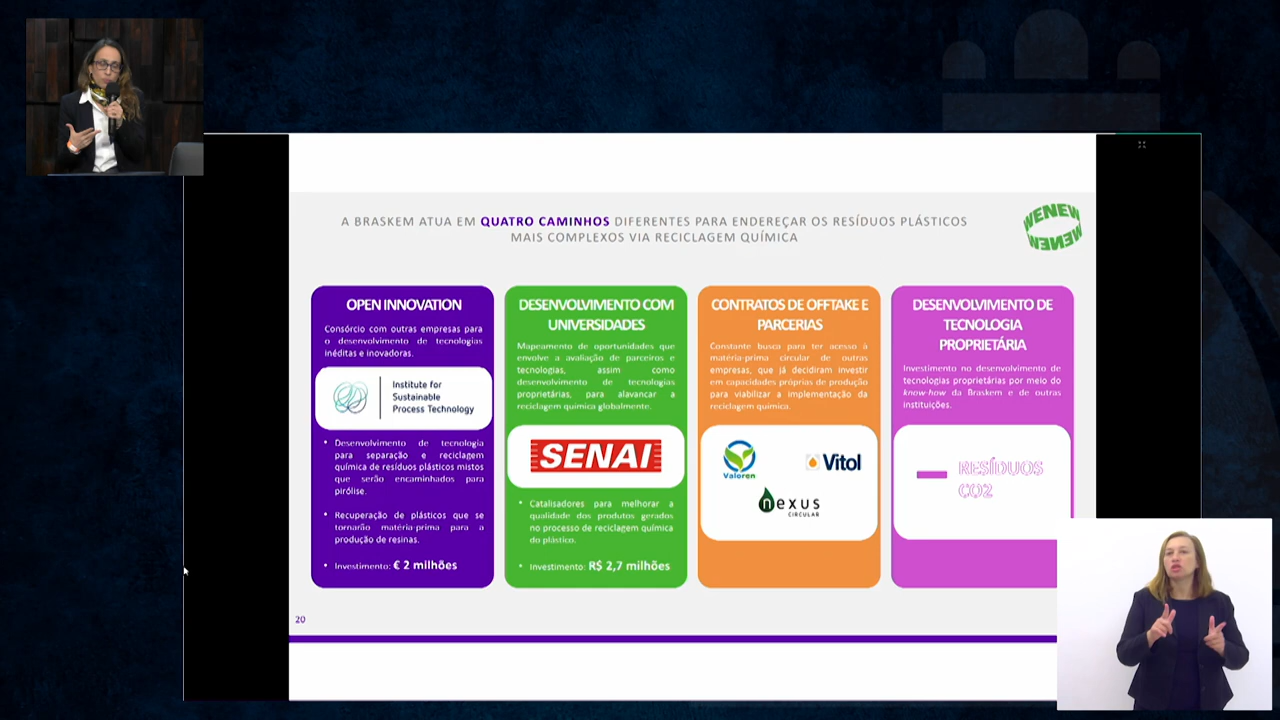 A BRASKEM ATUA EM QUATRO CAMINHOS DIFERENTES PARA ENDEREÇAR OS RESÍDUOS PLÁSTICOS
MAIS COMPLEXOS VIA RECICLAGEM QUÍMICA
WENEW
WENEW
OPEN INNOVATION
Consórcio com outras empresas para
o desenvolvimento de tecnologias
inéditas e inovadoras.
Institute for
Sustainable
Process Technology
• Desenvolvimento de tecnologia
para separação e reciclagem
química de resíduos plásticos mistos
que serão encaminhados para
pirólise.
• Recuperação de plásticos que se
tornarão matéria-prima para a
produção de resinas.
• Investimento: € 2 milhões
DESENVOLVIMENTO COM
UNIVERSIDADES
Mapeamento de oportunidades que
envolve a avaliação de parceiros e
tecnologias, assim como
desenvolvimento de tecnologias
proprietárias, para alavancar a
reciclagem química globalmente.
SENAI
• Catalisadores para melhorar a
qualidade dos produtos gerados
no processo de reciclagem química
do plástico.
• Investimento: R$ 2,7 milhões
CONTRATOS DE OFFTAKE E
PARCERIAS
Constante busca para ter acesso à
matéria-prima circular de outras
empresas, que já decidiram investir
em capacidades próprias de produção
para viabilizar a implementação da
reciclagem química.
Valoren
Vitol
nexus
CIRCULAR
DESENVOLVIMENTO DE
TECNOLOGIA
PROPRIETÁRIA
Investimento no desenvolvimento de
tecnologias proprietárias por meio do
know-how da Braskem e de outras
instituições.
RESÍDUOS
CO2
20